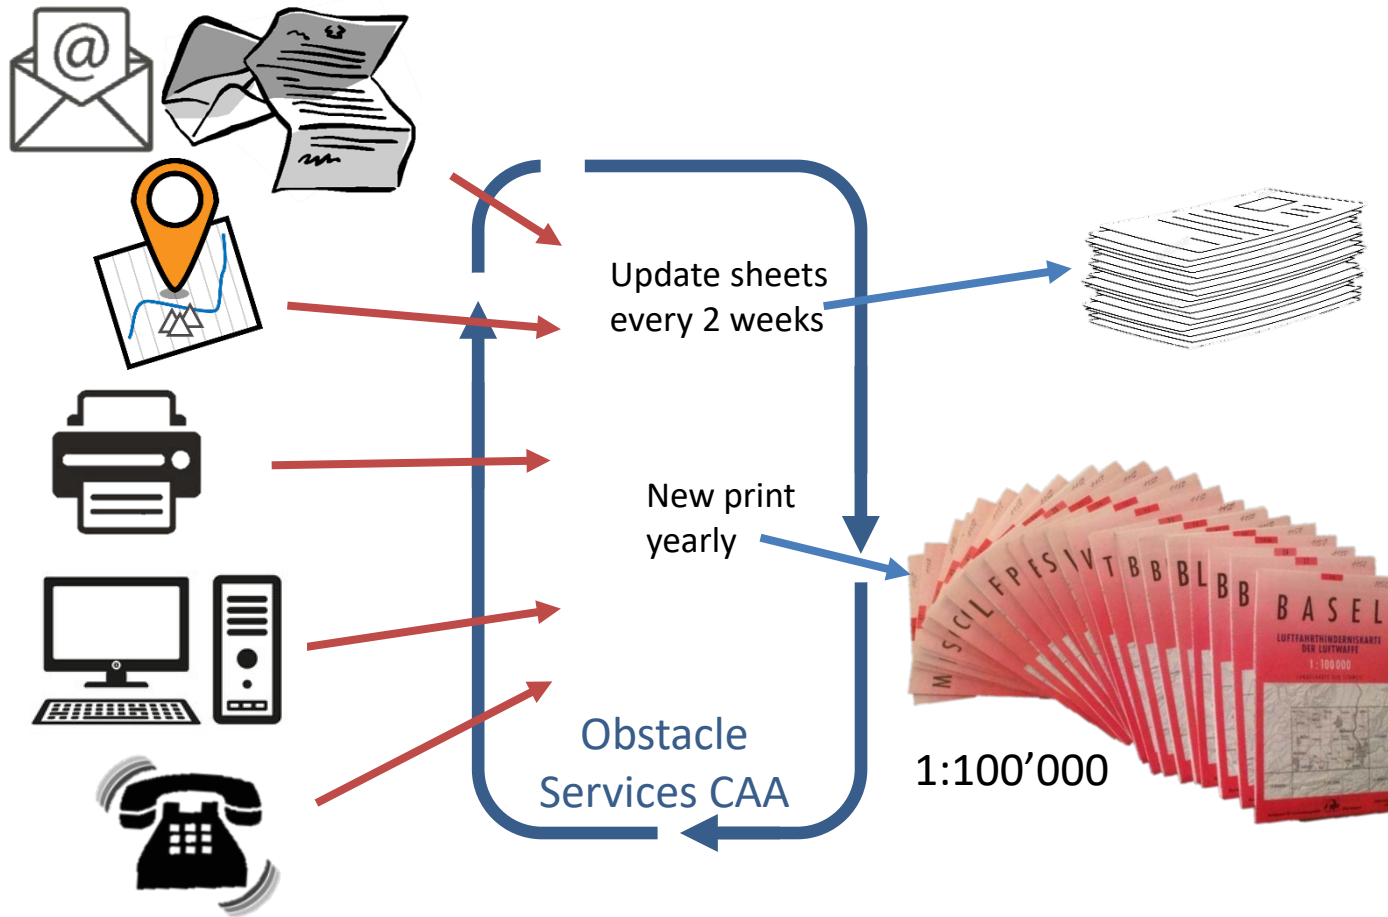 @
Update sheets
every 2 weeks
New print
yearly
Obstacle
Services CAA
1:100’000
M
S
C
L
F
P
E
S
I
V
T
B
B
BL
B
B
BASEL
LUFTFAHRTHINDERNISKARTE
DER LUFTWAFFE
1:100 000